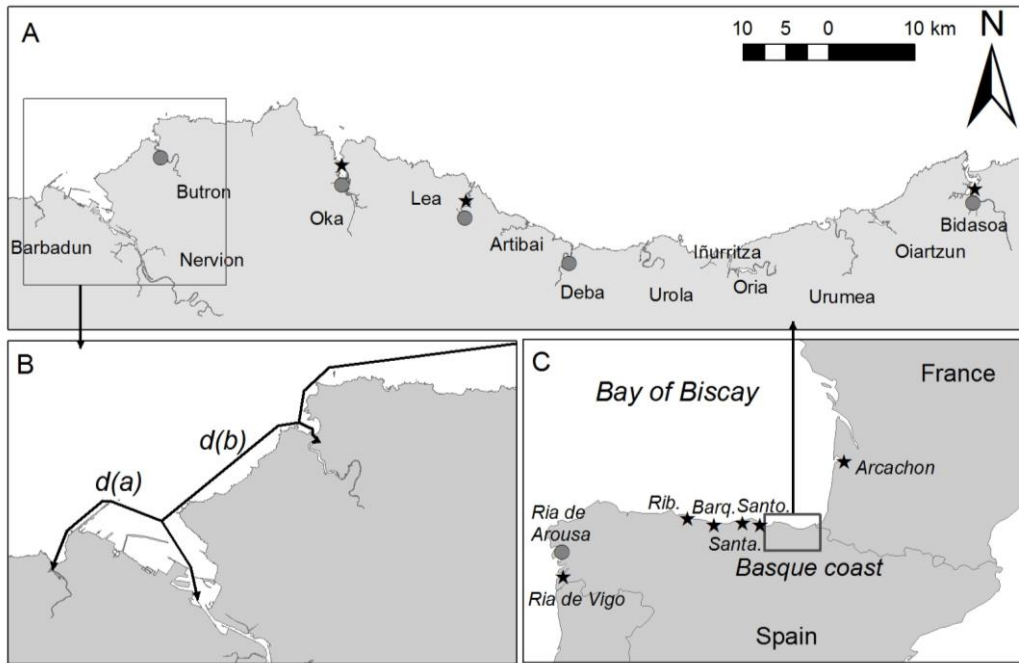 A
10 5 0 10 km
N
Butron
Oka
Lea
Bidasoa
Barbadun
Nervion
Artibai
Iñurritza
Oiartzun
Deba
Urola
Oria
Urumea
B
d(b)
d(a)
C
France
Bay of Biscay
Arcachon
Rib.
Barq.
Santo.
Santa.
Ria de
Arousa
Basque coast
Ria de Vigo
Spain